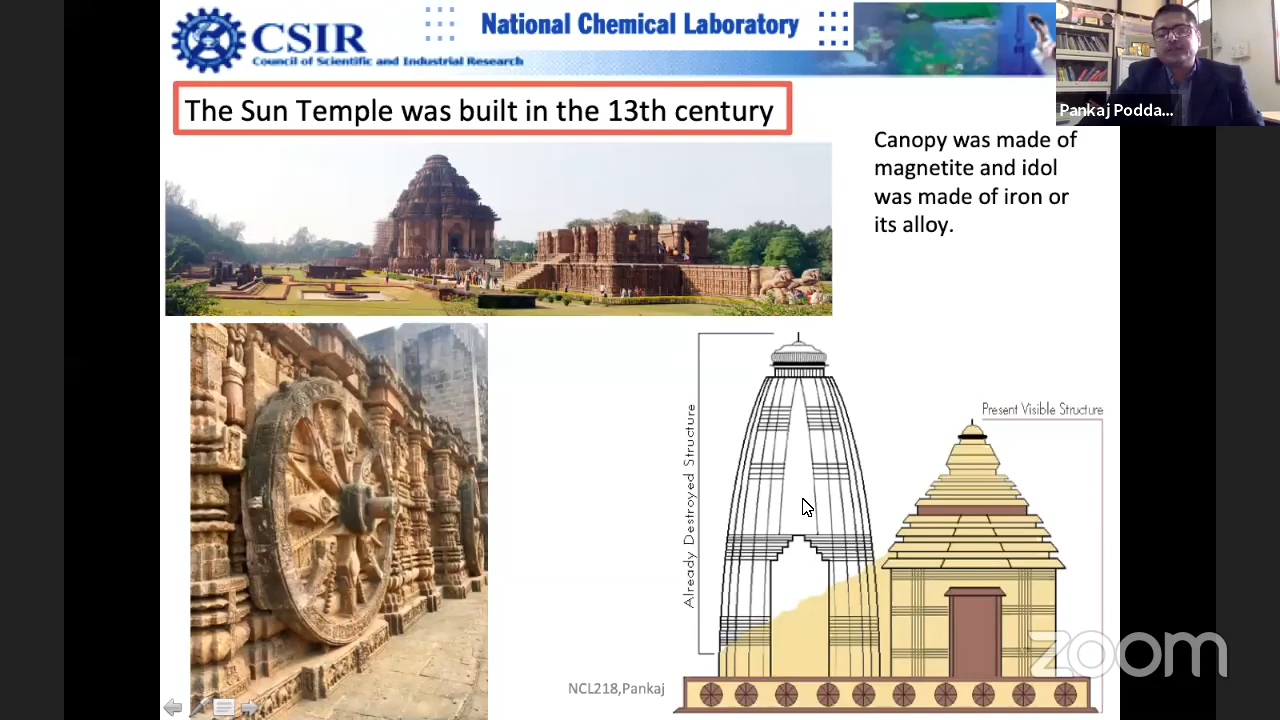 CSIR
Council of Scientific and Industrial Research
National Chemical Laboratory
Pankaj Podda...
The Sun Temple was built in the 13th century
Canopy was made of
magnetite and idol
was made of iron or
its alloy.
Already Destroyed Structure
Present Visible Structure
NCL218,Pankaj
zoom